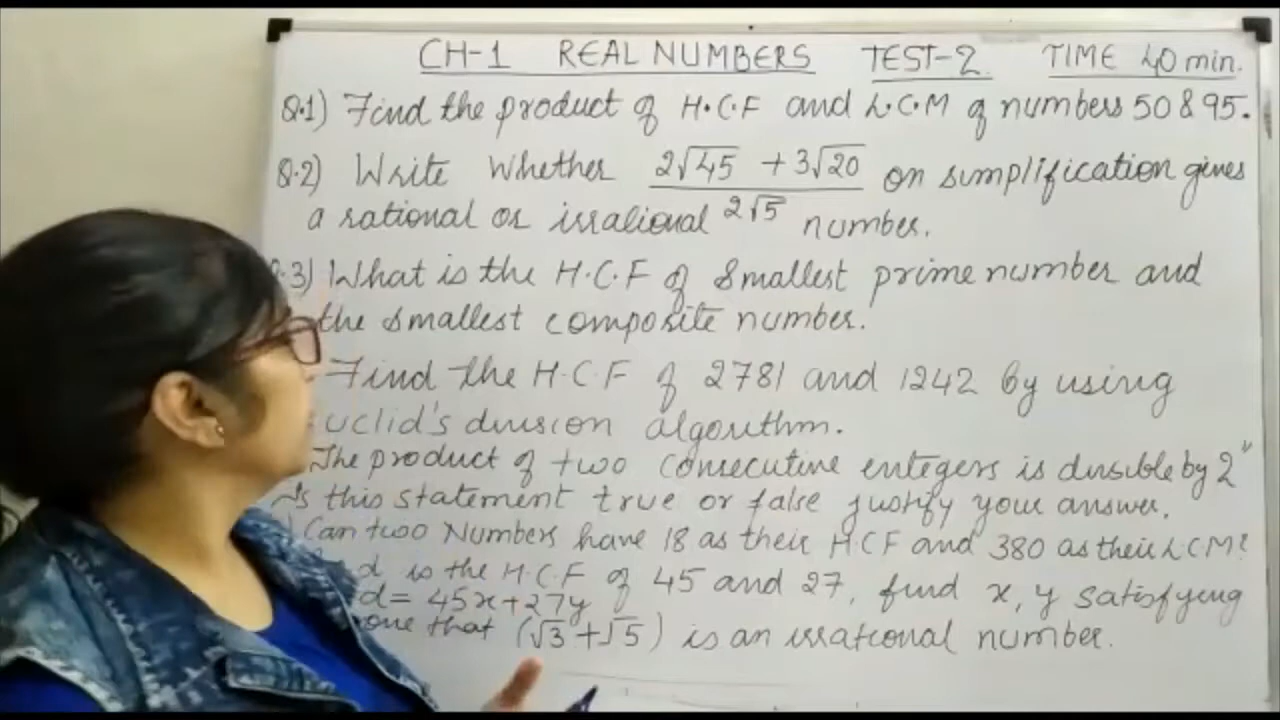 CH-1 REAL NUMBERS TEST-2 TIME 40 min.
Q.1) Find the product of H.C.F and L.C.M of numbers 50 & 95.
Q.2) Write whether (2√45 + 3√20)/(2√5) on simplification gives
a rational or irrational number.
3) What is the H.C.F of smallest prime number and
the smallest composite number.
Find the H.C.F of 2781 and 1242 by using
uclid's division algorithm.
The product of two consecutive integers is divisible by 2"
Is this statement true or false justify your answer.
Can two Numbers have 18 as their H.CF and 380 as their LCM?
d is the H.C.F of 45 and 27, find x, y satisfying
d = 45x+27y
that (√3+√5) is an irrational number.